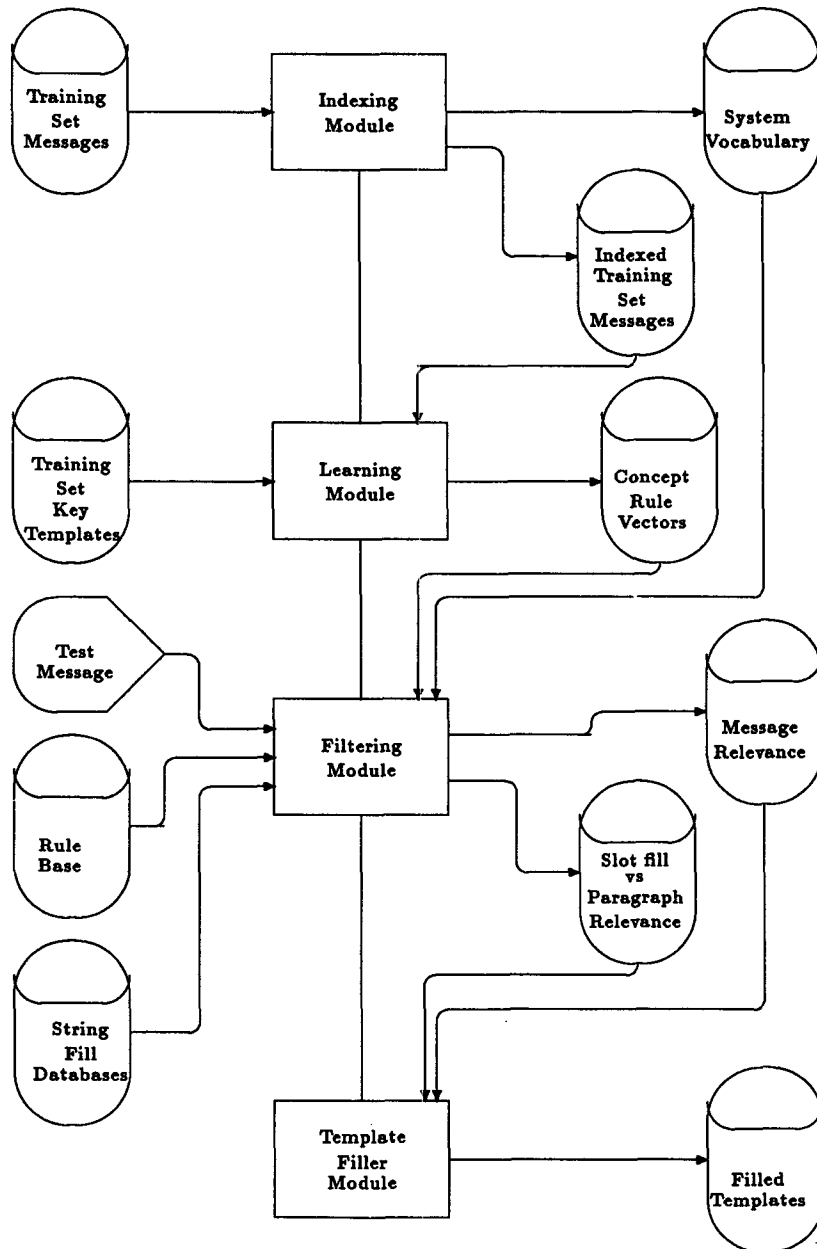 Training
Set
Messages
Indexing
Module
System
Vocabulary
Indexed
Training
Set
Messages
Training
Set
Key
Templates
Learning
Module
Concept
Rule
Vectors
Test
Message
Filtering
Module
Message
Relevance
Rule
Base
Slot fill
vs
Paragraph
Relevance
String
Fill
Databases
Template
Filler
Module
Filled
Templates